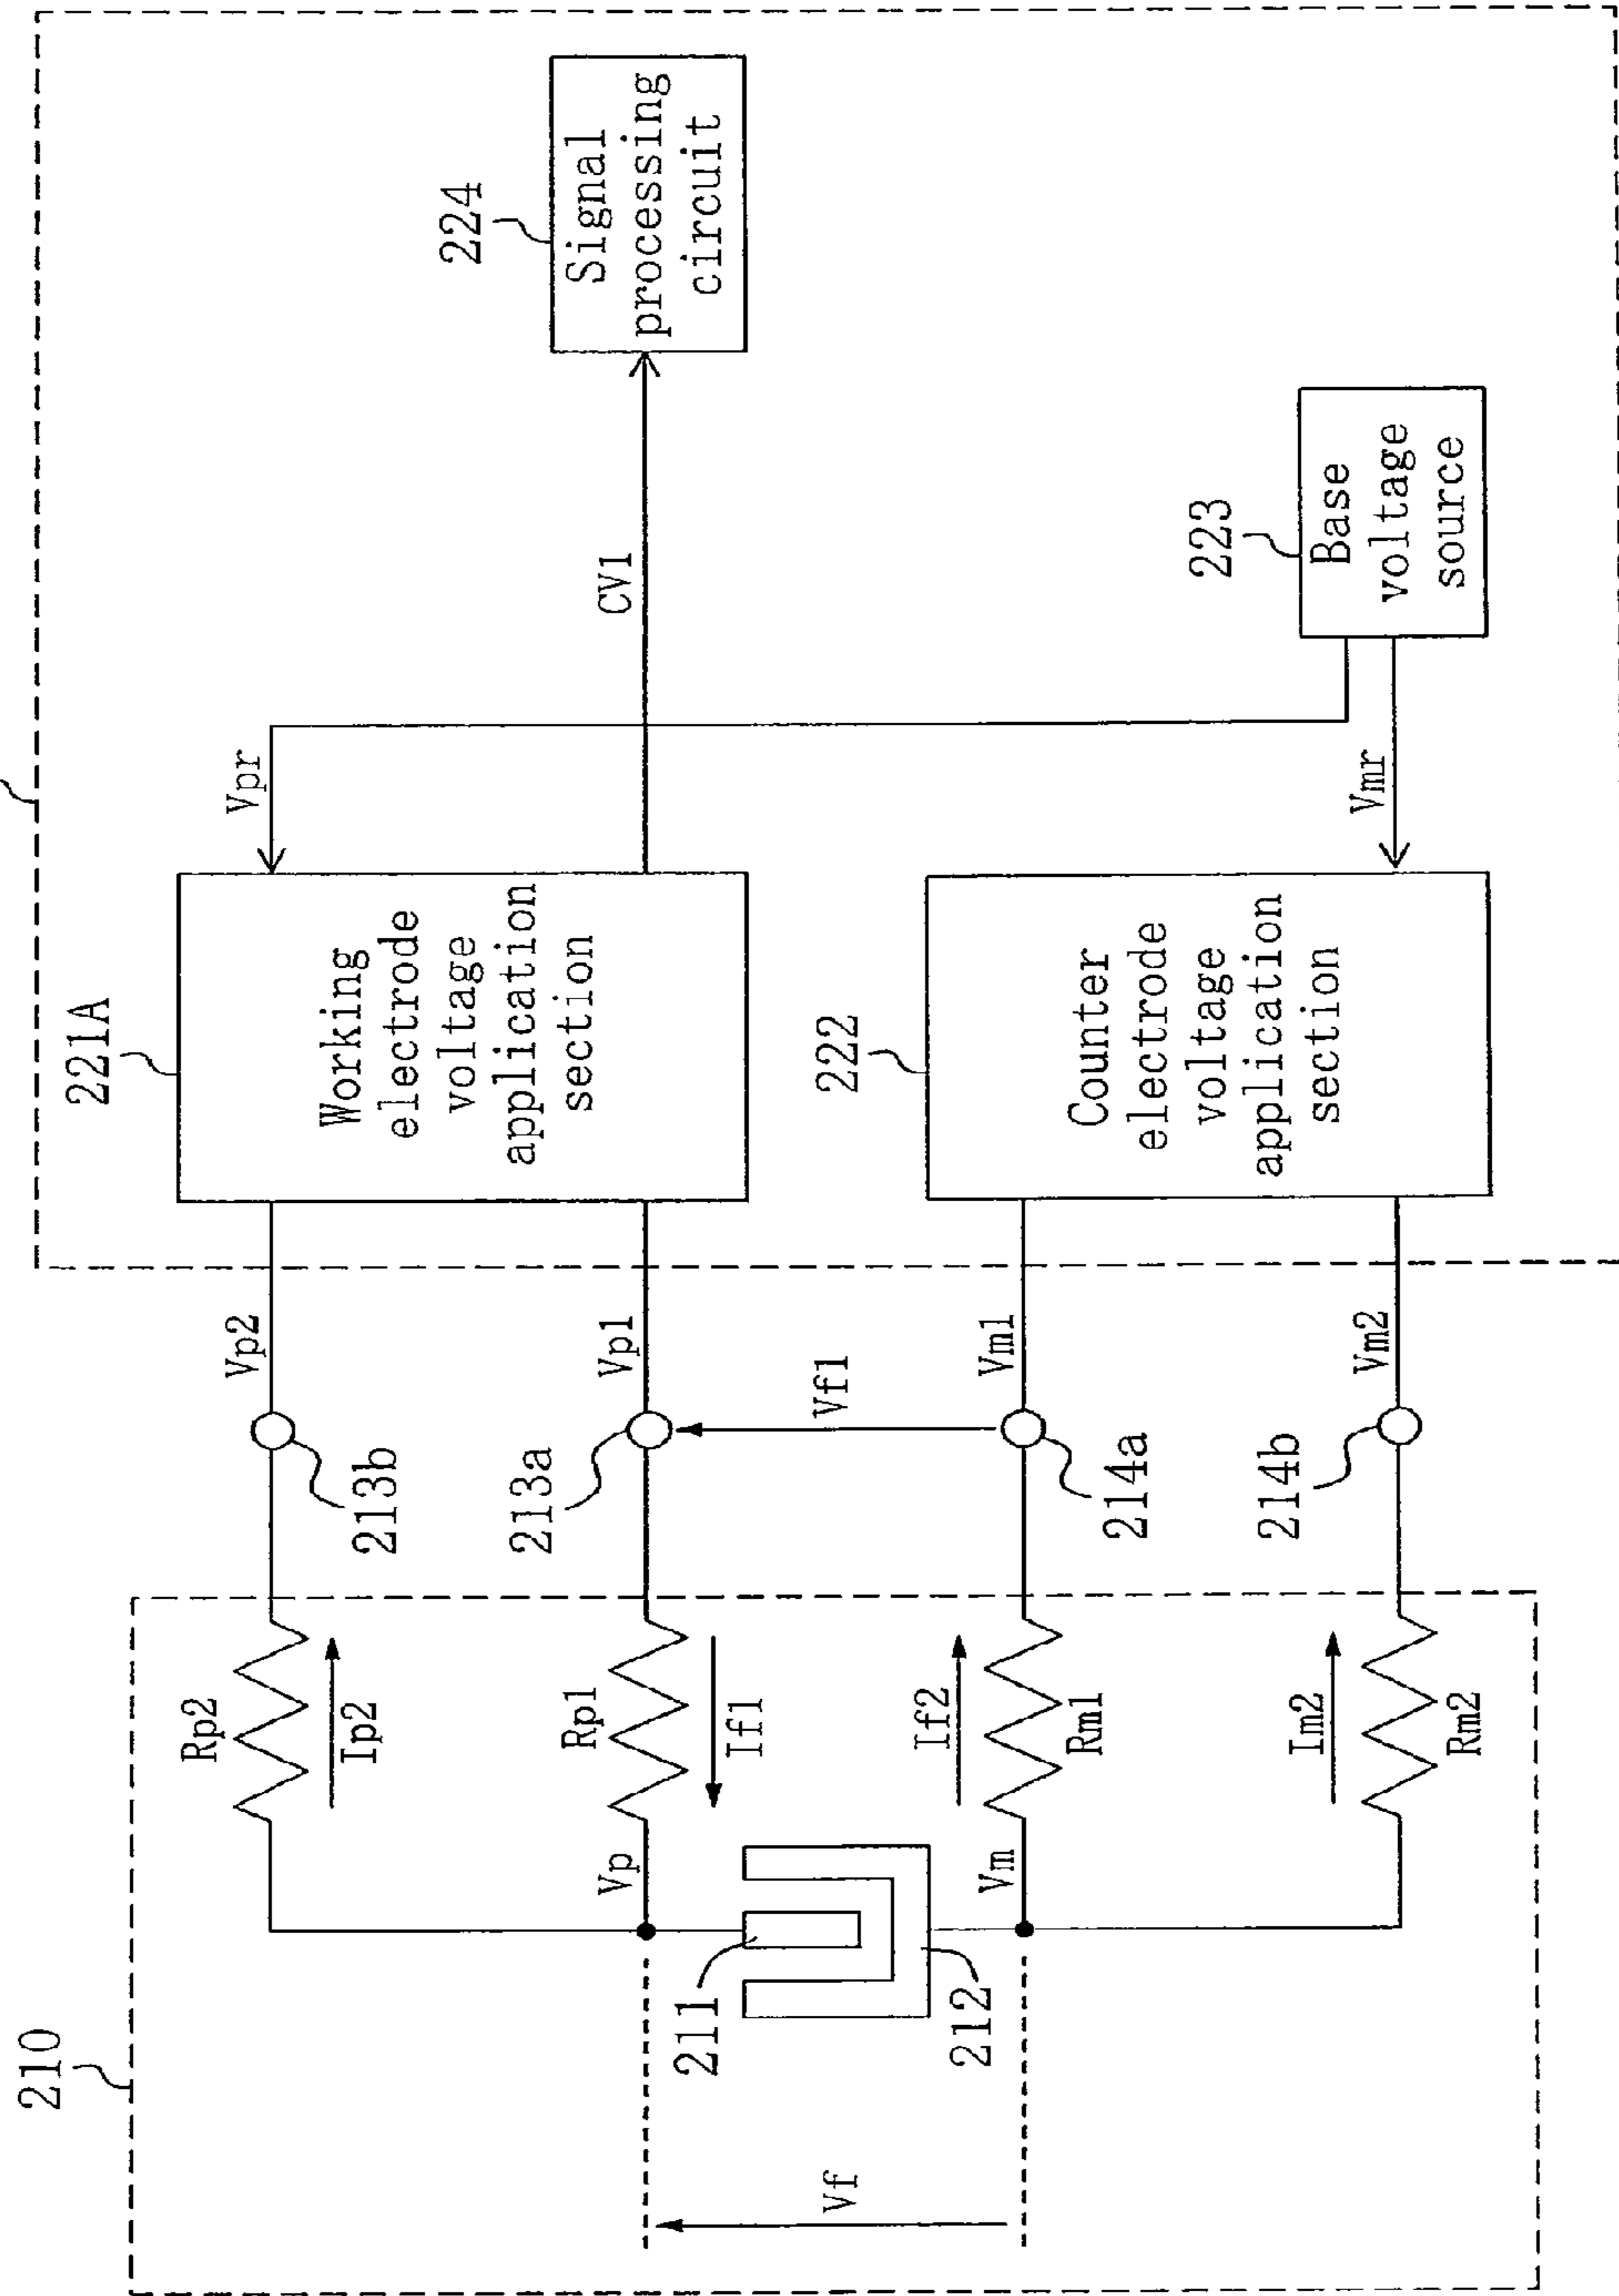 210
Vf
211
212
Vp
Vm
Rp2
Ip2
Rp1
If1
If2
Rm1
Im2
Rm2
213b
213a
214a
214b
Vp2
Vp1
Vf1
Vm1
Vm2
221A
Working
electrode
voltage
application
section
222
Counter
electrode
voltage
application
section
Vpr
Vmr
CV1
223
Base
voltage
source
224
Signal
processing
circuit